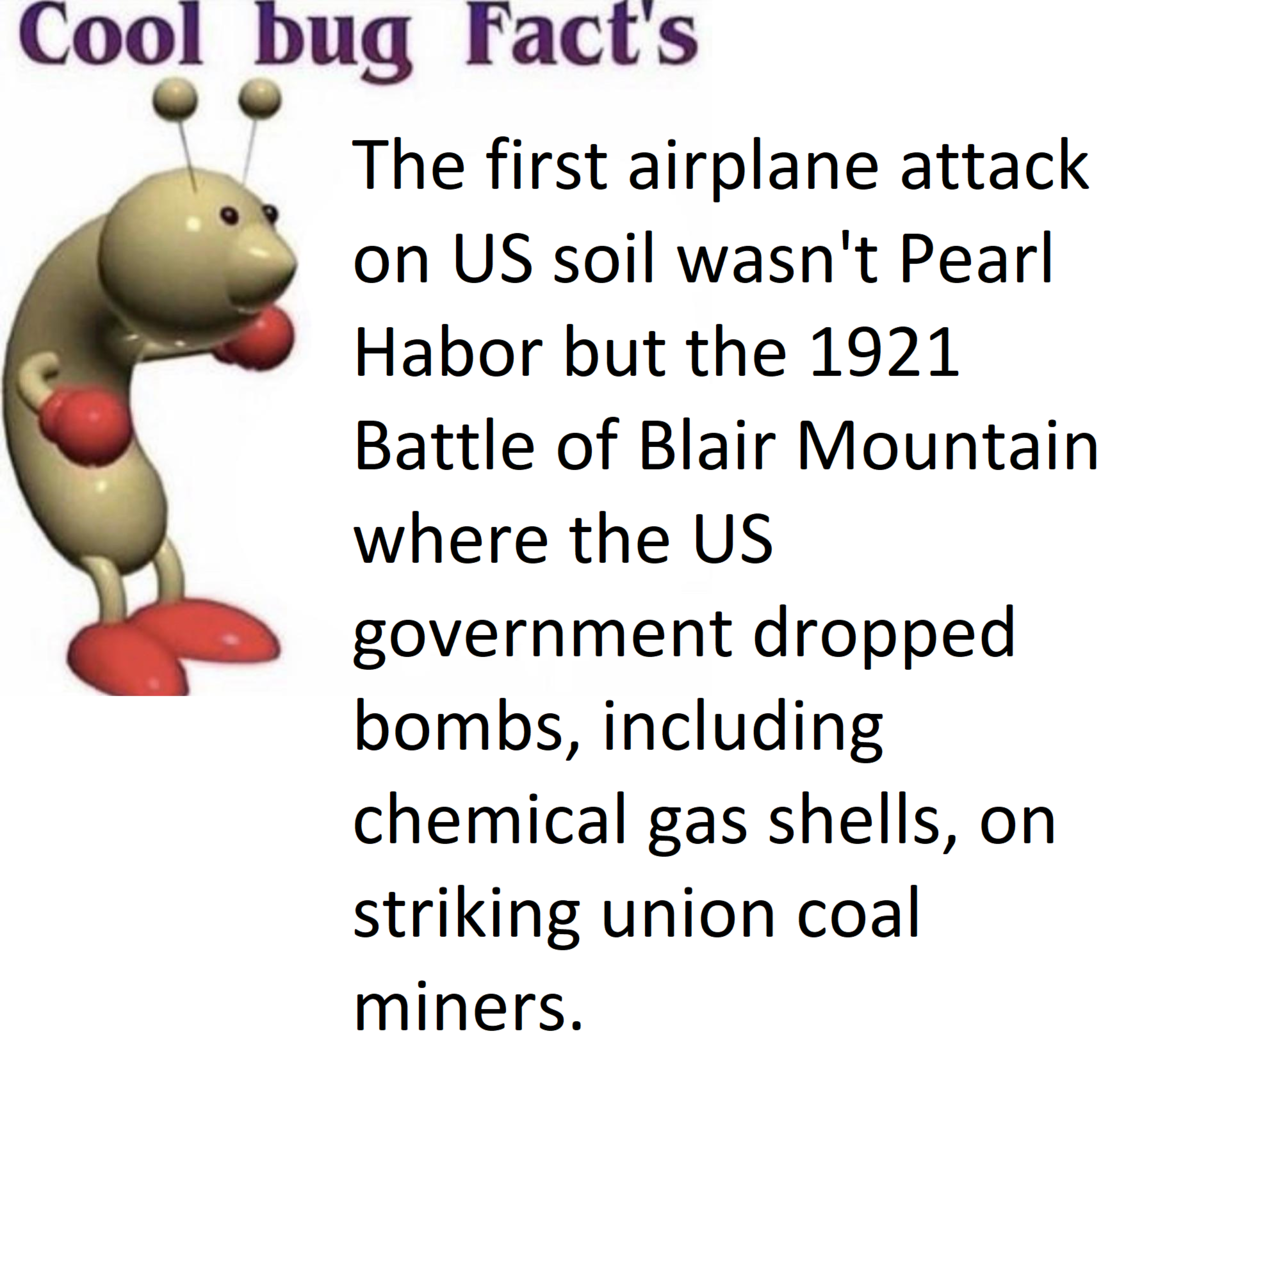 Cool bug Fact's
The first airplane attack
on US soil wasn't Pearl
Habor but the 1921
Battle of Blair Mountain
where the US
government dropped
bombs, including
chemical gas shells, on
striking union coal
miners.